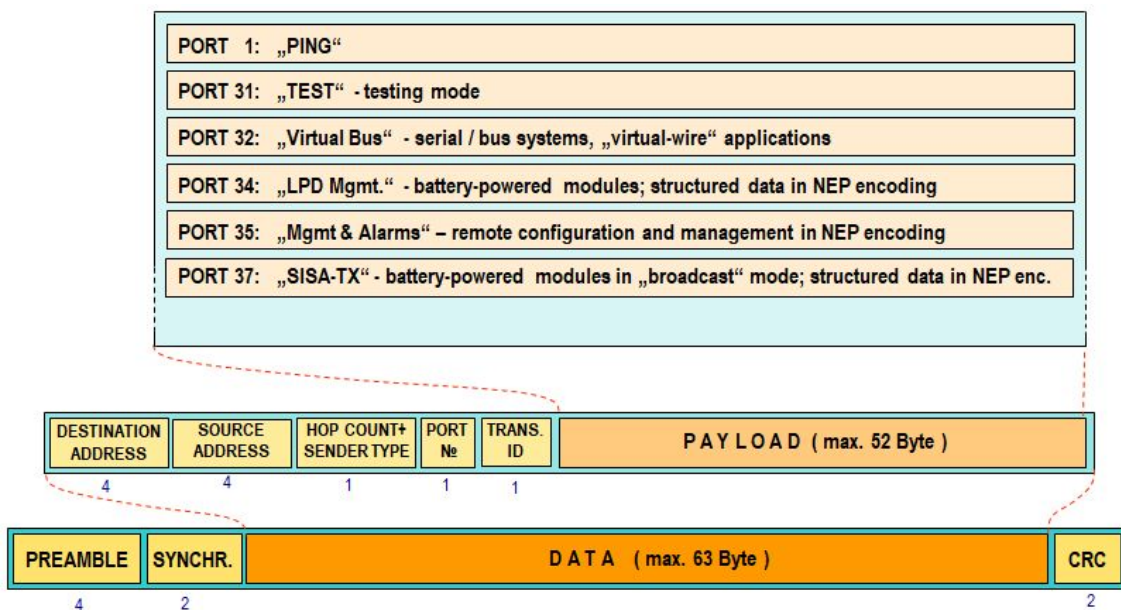 PORT 1: „PING“
PORT 31: „TEST“ - testing mode
PORT 32: „Virtual Bus“ - serial / bus systems, „virtual-wire“ applications
PORT 34: „LPD Mgmt.“ - battery-powered modules; structured data in NEP encoding
PORT 35: „Mgmt & Alarms“ – remote configuration and management in NEP encoding
PORT 37: „SISA-TX“ - battery-powered modules in „broadcast“ mode; structured data in NEP enc.
DESTINATION ADDRESS
SOURCE ADDRESS
HOP COUNT+ SENDER TYPE
PORT №
TRANS. ID
P A Y L O A D ( max. 52 Byte )
4
4
1
1
1
PREAMBLE
SYNCHR.
D A T A ( max. 63 Byte )
CRC
4
2
2